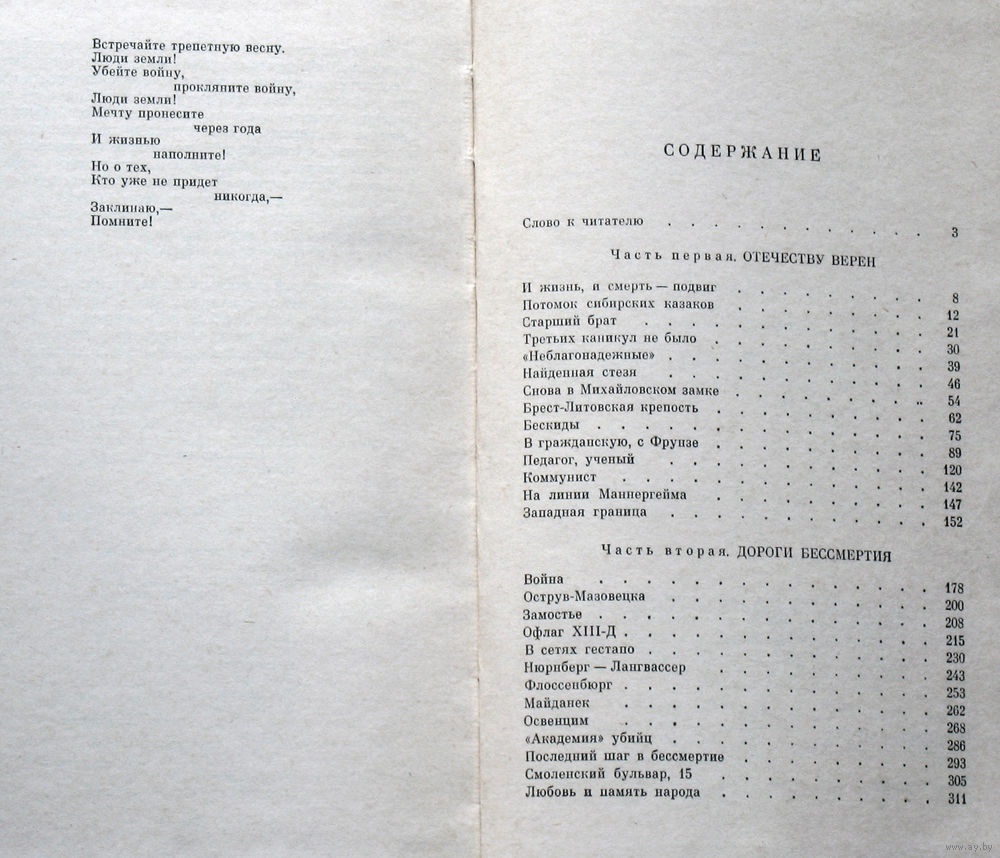 Встречайте трепетную весну.
Люди земли!
Убейте войну,
прокляните войну,
Люди земли!
Мечту пронесите
через года
И жизнью
наполните!
Но о тех,
Кто уже не придет
никогда,—
Заклинаю,—
Помните!
СОДЕРЖАНИЕ
Слово к читателю . . . . . . . . . . . . 3
Часть первая. ОТЕЧЕСТВУ ВЕРЕН
И жизнь, и смерть — подвиг . . . . . . . . 8
Потомок сибирских казаков . . . . . . . . 12
Старший брат . . . . . . . . . . . . 21
Третьих каникул не было . . . . . . . . . 30
«Неблагонадежные» . . . . . . . . . . . 39
Найденная стезя . . . . . . . . . . . 46
Снова в Михайловском замке . . . . . . . . 54
Брест-Литовская крепость . . . . . . . . . 62
Бескиды . . . . . . . . . . . . . . 75
В гражданскую, с Фрунзе . . . . . . . . . 89
Педагог, ученый . . . . . . . . . . . 120
Коммунист . . . . . . . . . . . . . 142
На линии Маннергейма . . . . . . . . . 147
Западная граница . . . . . . . . . . . 152
Часть вторая. ДОРОГИ БЕССМЕРТИЯ
Война . . . . . . . . . . . . . . 178
Острув-Мазовецка . . . . . . . . . . . 200
Замостье . . . . . . . . . . . . . . 208
Офлаг XIII-Д . . . . . . . . . . . . . 215
В сетях гестапо . . . . . . . . . . . . 230
Нюрнберг — Лангвассер . . . . . . . . . 243
Флоссенбюрг . . . . . . . . . . . . . 253
Майданек . . . . . . . . . . . . . 262
Освенцим . . . . . . . . . . . . . 268
«Академия» убийц . . . . . . . . . . . 286
Последний шаг в бессмертие . . . . . . . . 293
Смоленский бульвар, 15 . . . . . . . . . 305
Любовь и память народа . . . . . . . . . 311
www.ay.by